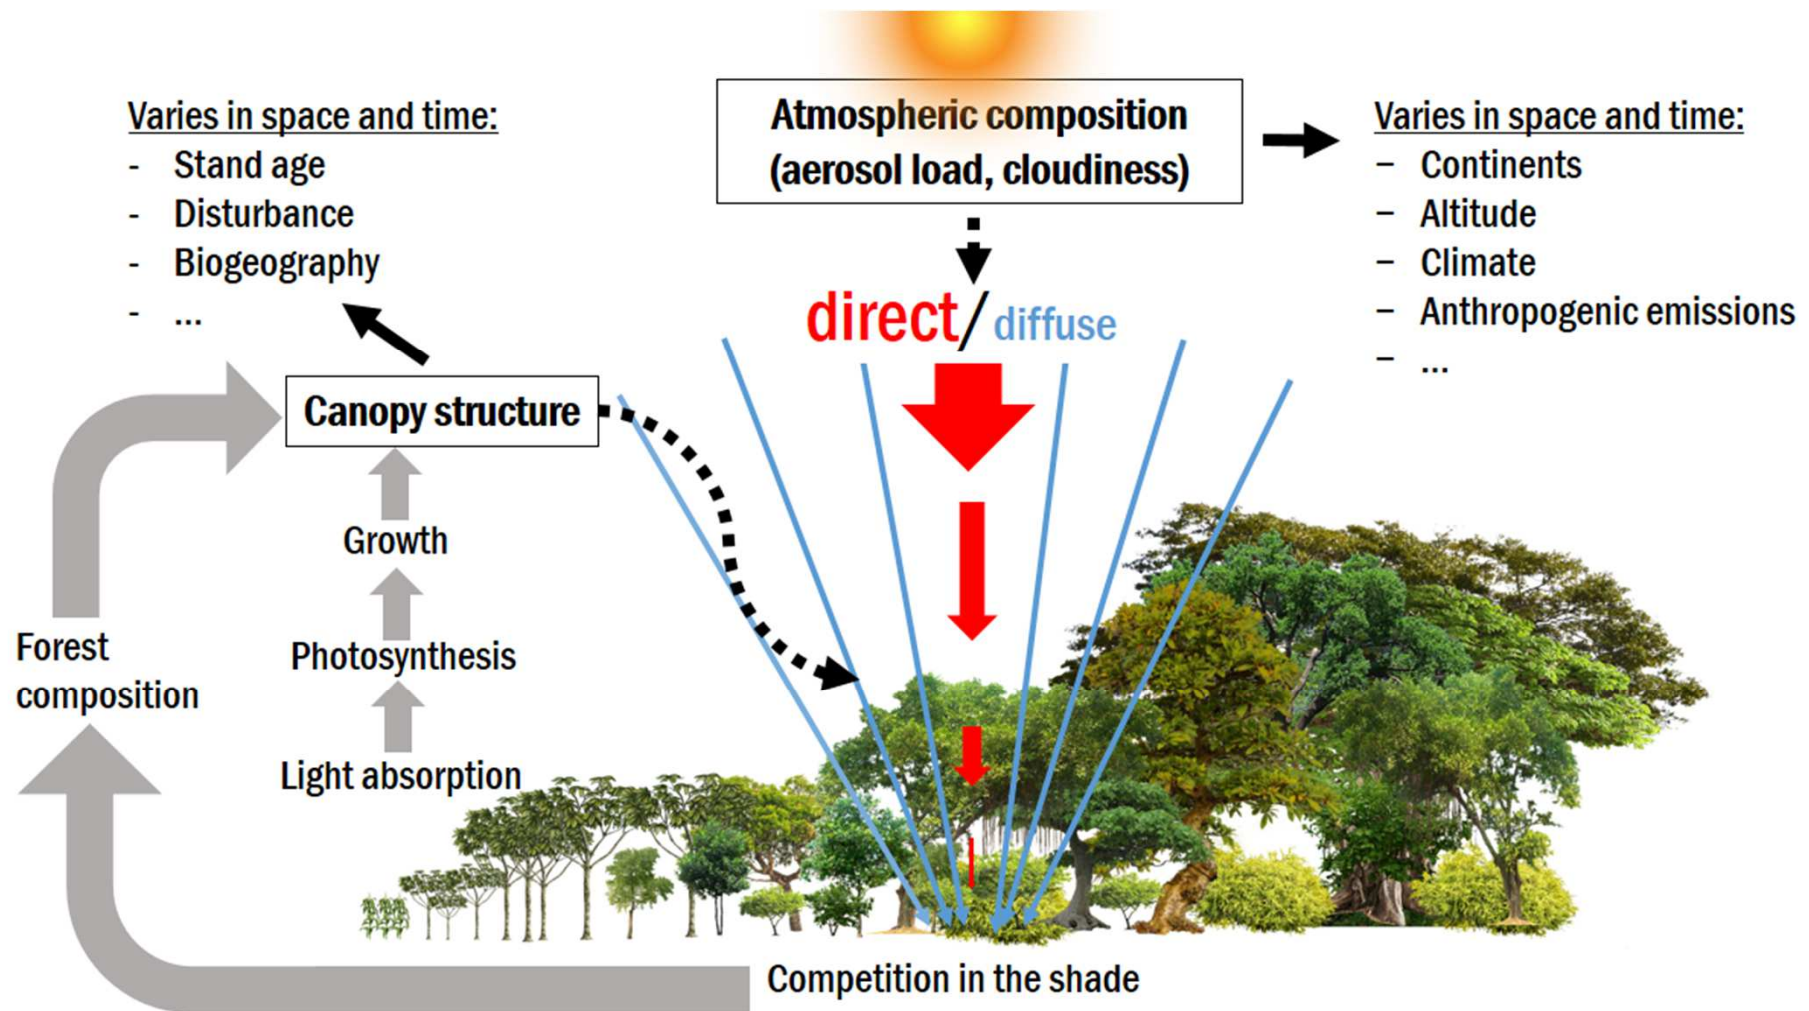 Varies in space and time:
- Stand age
- Disturbance
- Biogeography
- ...
Atmospheric composition
(aerosol load, cloudiness)
Varies in space and time:
– Continents
– Altitude
– Climate
– Anthropogenic emissions
– ...
direct/diffuse
Canopy structure
Growth
Photosynthesis
Light absorption
Forest
composition
Competition in the shade